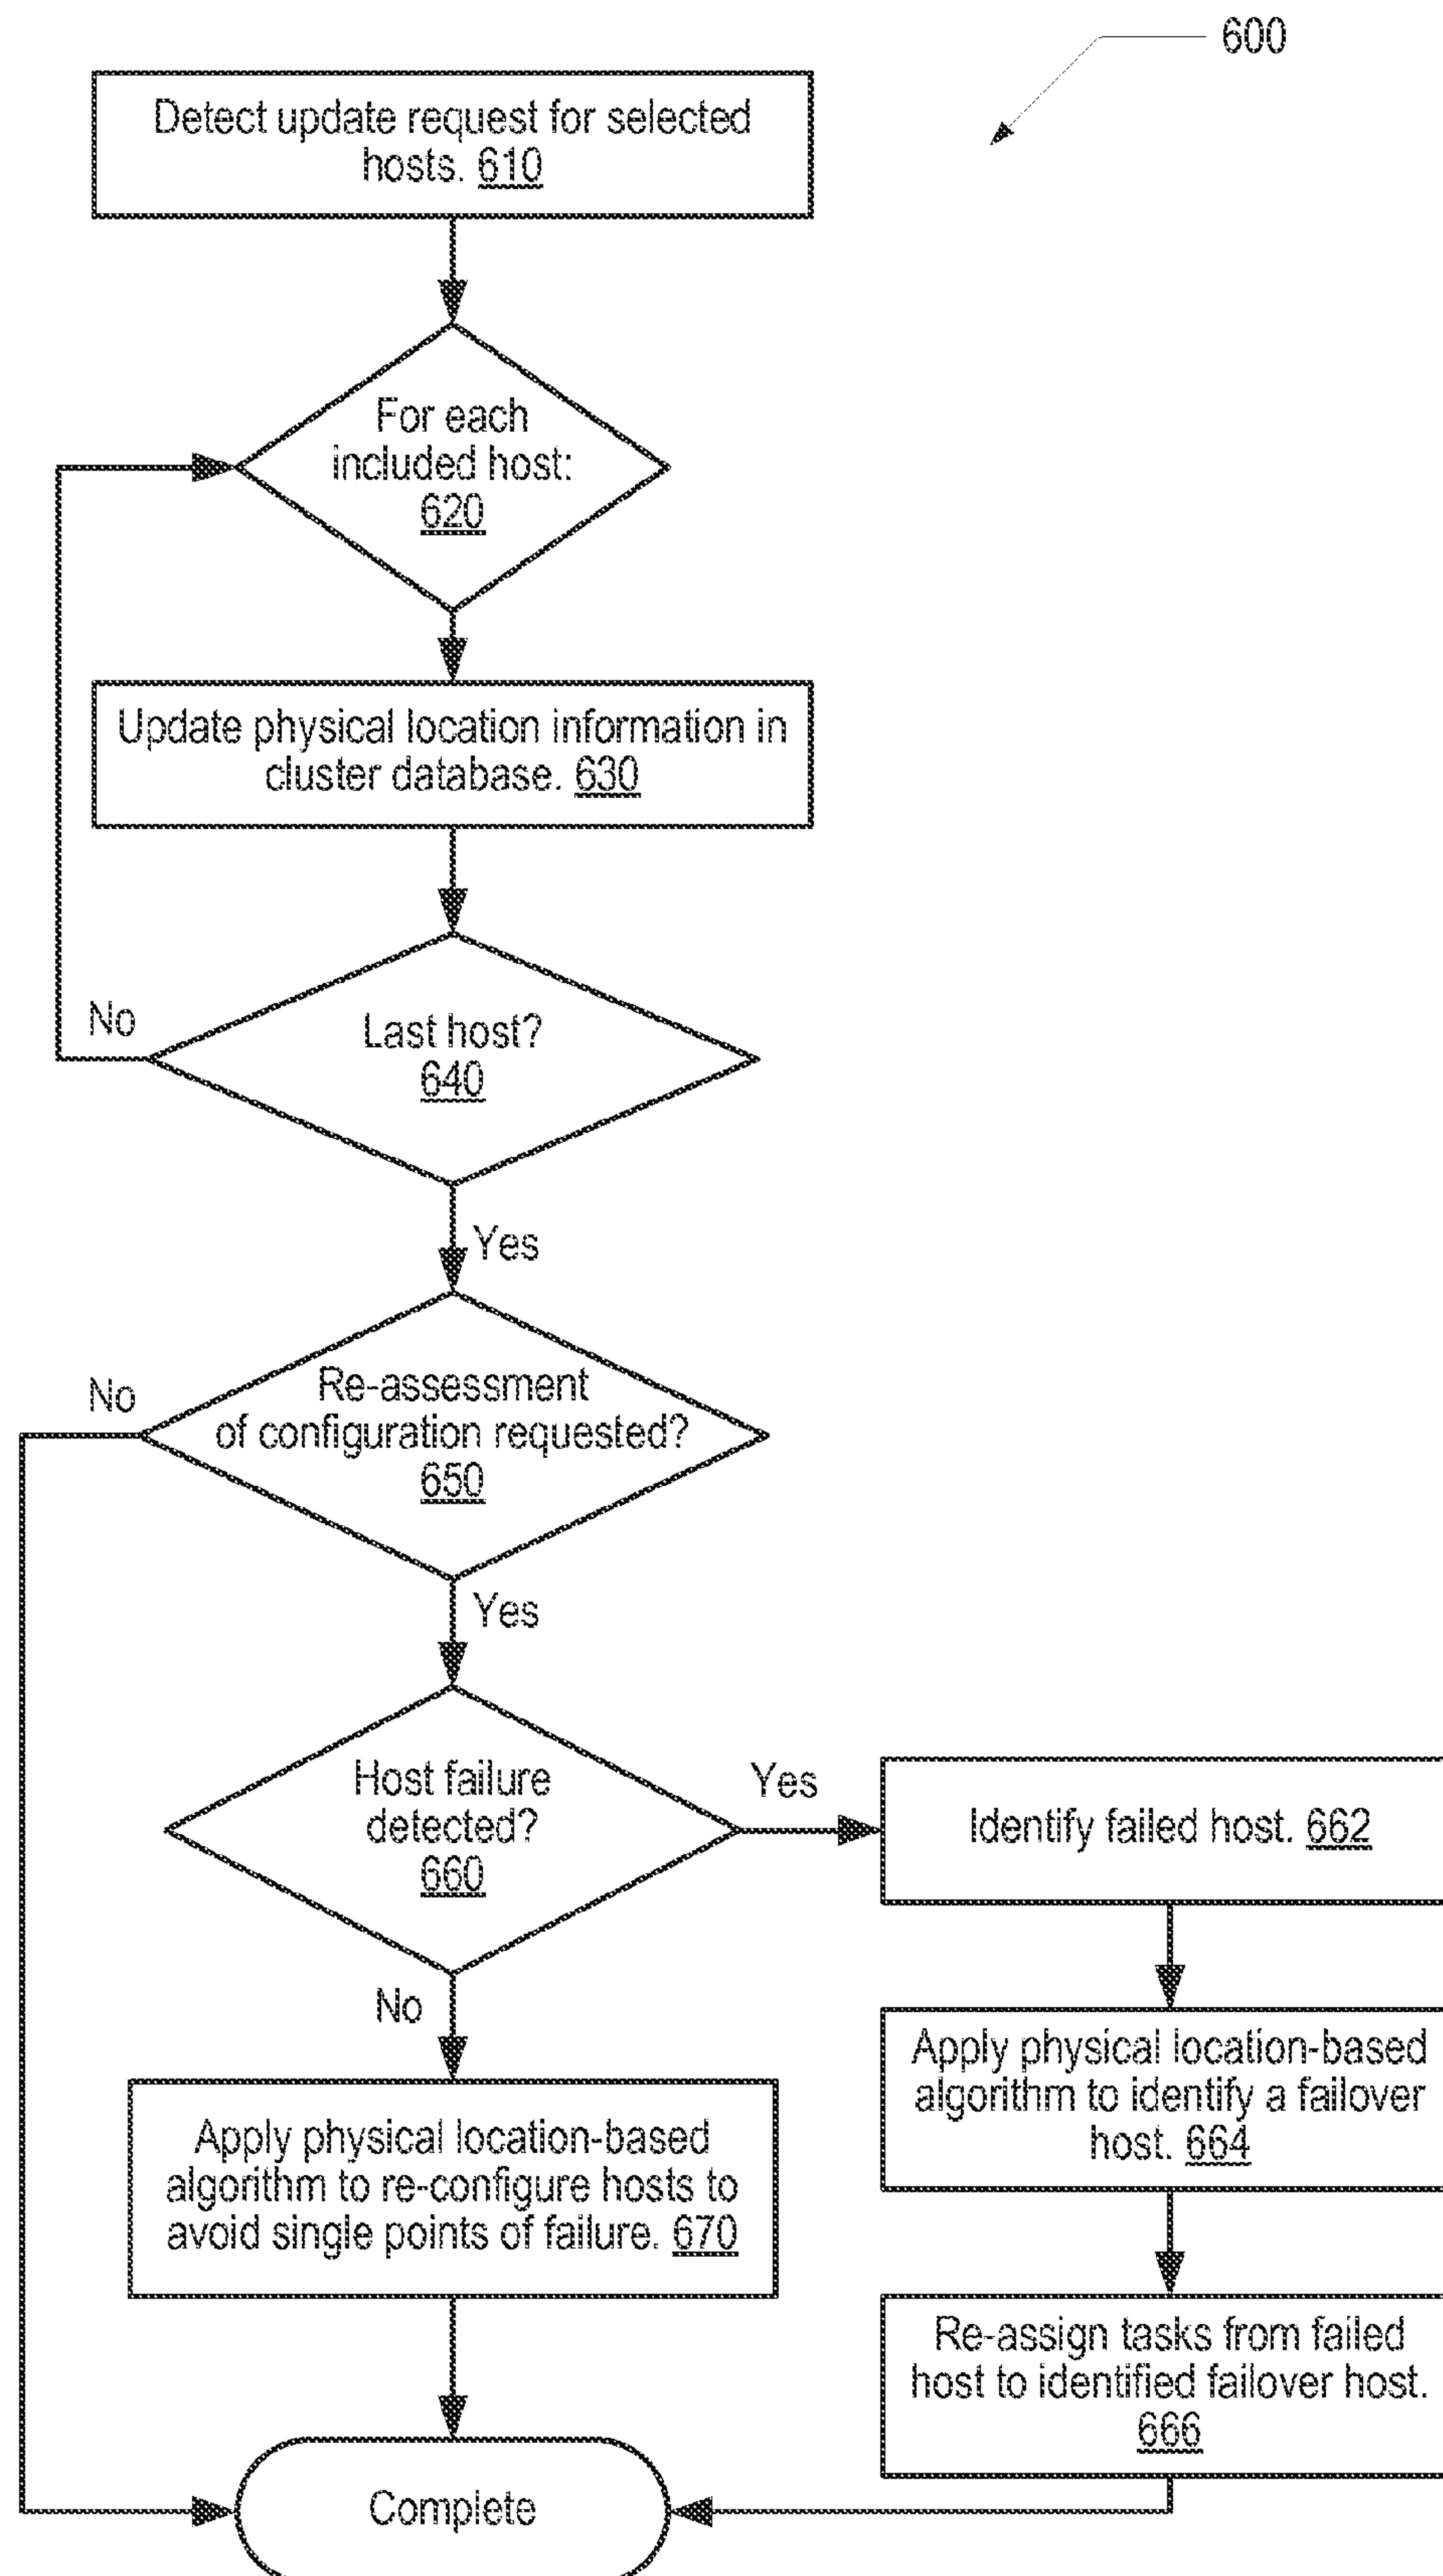 600
Detect update request for selected
hosts. 610
For each
included host:
620
Update physical location information in
cluster database. 630
No
Last host?
640
Yes
No
Re-assessment
of configuration requested?
650
Yes
Host failure
detected?
660
Yes
Identify failed host. 662
No
Apply physical location-based
algorithm to identify a failover
host. 664
Apply physical location-based
algorithm to re-configure hosts to
avoid single points of failure. 670
Re-assign tasks from failed
host to identified failover host.
666
Complete